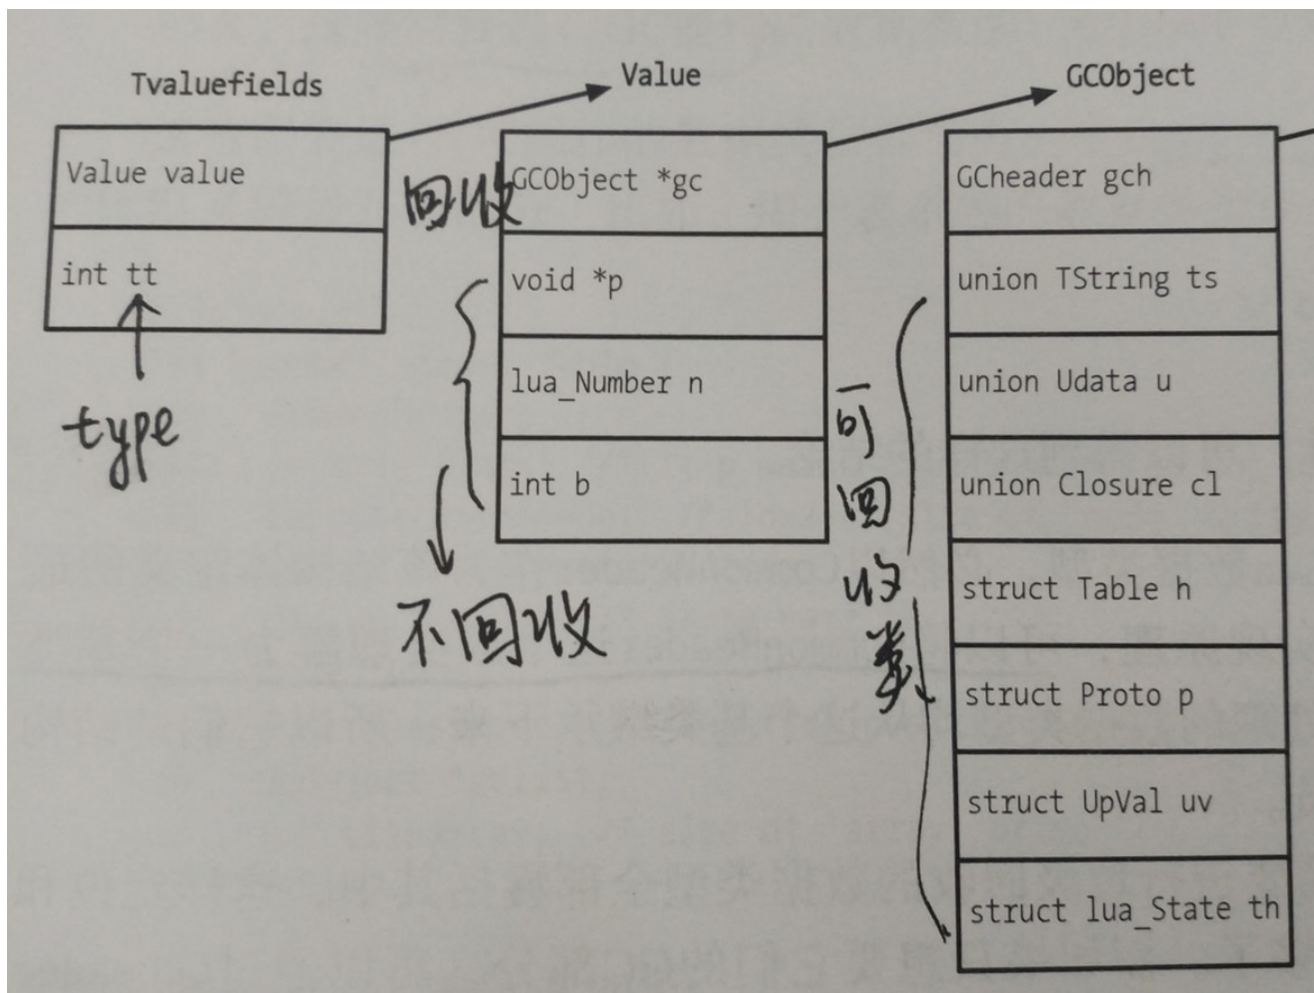 Tvaluefields
Value value
int tt
type
Value
回收
GCObject *gc
void *p
lua_Number n
int b
不回收
GCObject
可回收类
GCheader gch
union TString ts
union Udata u
union Closure cl
struct Table h
struct Proto p
struct UpVal uv
struct lua_State th